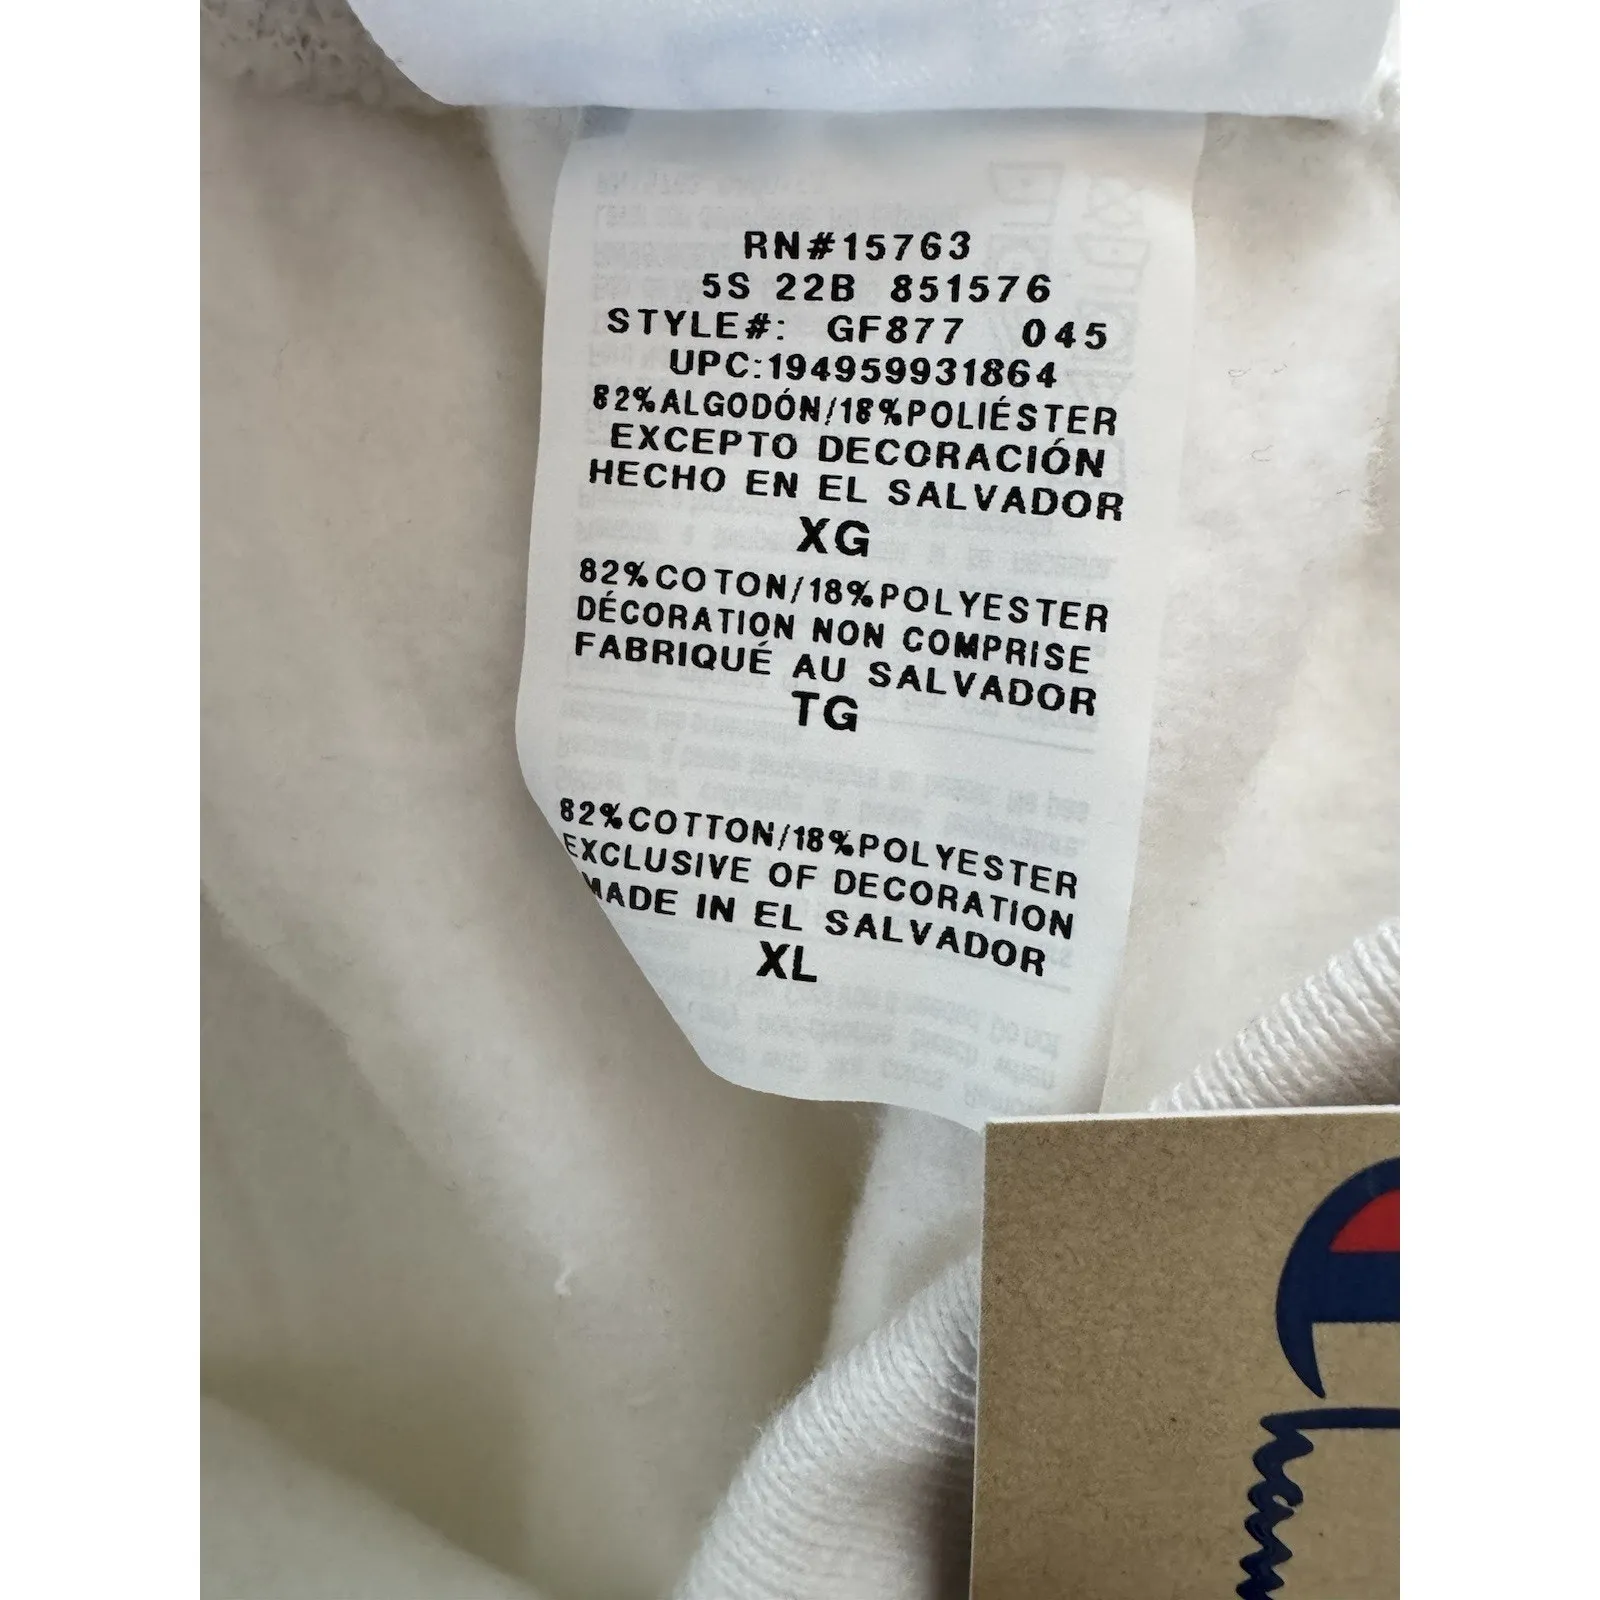 RN#15763
5S 22B 851576
STYLE#: GF877 045
UPC:194959931864
82%ALGODÓN/18%POLIÉSTER
EXCEPTO DECORACIÓN
HECHO EN EL SALVADOR
XG
82%COTON/18%POLYESTER
DÉCORATION NON COMPRISE
FABRIQUÉ AU SALVADOR
TG
82%COTTON/18%POLYESTER
EXCLUSIVE OF DECORATION
MADE IN EL SALVADOR
XL